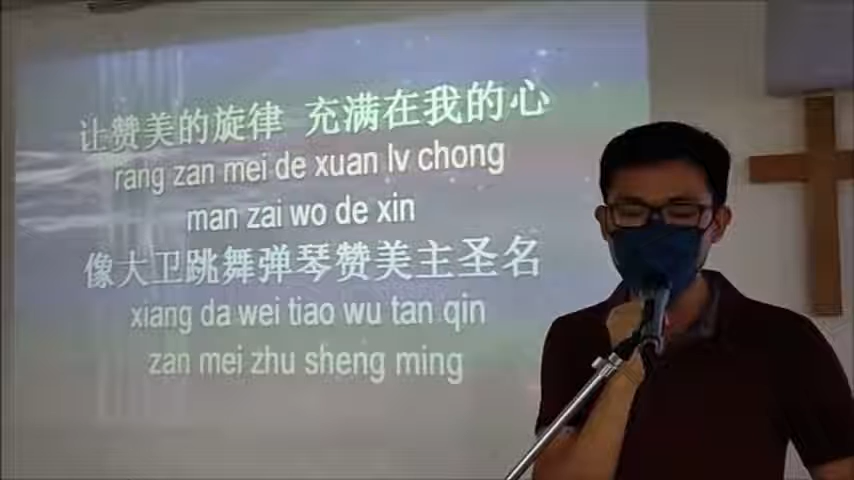 让赞美的旋律 充满在我的心
rang zan mei de xuan lv chong
man zai wo de xin
像大卫跳舞弹琴赞美主圣名
xiang da wei tiao wu tan qin
zan mei zhu sheng ming